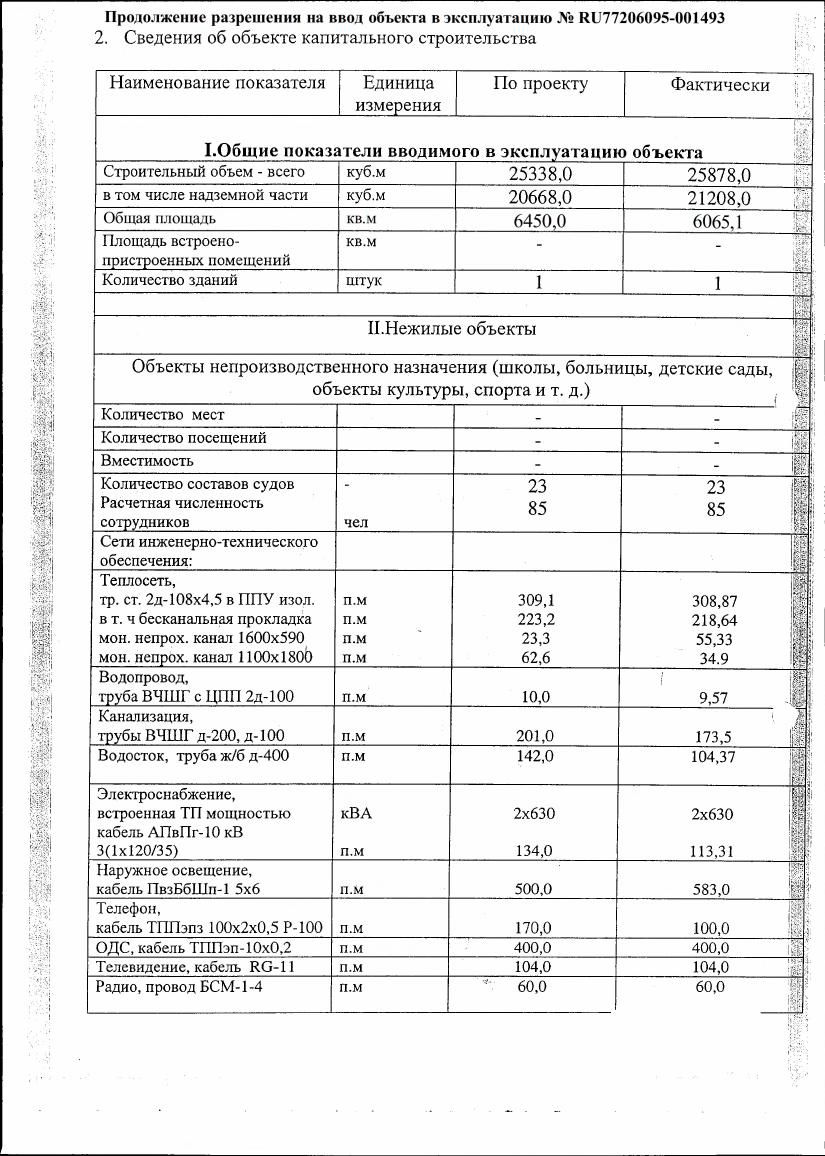 Продолжение разрешения на ввод объекта в эксплуатацию № RU77206095-001493
2. Сведения об объекте капитального строительства
Наименование показателя Единица По проекту Фактически
измерения
I.Общие показатели вводимого в эксплуатацию объекта
Строительный объем - всего куб.м 25338,0 25878,0
в том числе надземной части куб.м 20668,0 21208,0
Общая площадь кв.м 6450,0 6065,1
Площадь встроено- кв.м - -
пристроенных помещений
Количество зданий штук 1 1
II.Нежилые объекты
Объекты непроизводственного назначения (школы, больницы, детские сады,
объекты культуры, спорта и т. д.)
Количество мест - -
Количество посещений - -
Вместимость - -
Количество составов судов - 23 23
Расчетная численность 85 85
сотрудников чел
Сети инженерно-технического
обеспечения:
Теплосеть,
тр. ст. 2д-108х4,5 в ППУ изол. п.м 309,1 308,87
в т. ч бесканальная прокладка п.м 223,2 218,64
мон. непрох. канал 1600х590 п.м 23,3 55,33
мон. непрох. канал 1100х1800 п.м 62,6 34.9
Водопровод,
труба ВЧШГ с ЦПП 2д-100 п.м 10,0 9,57
Канализация,
трубы ВЧШГ д-200, д-100 п.м 201,0 173,5
Водосток, труба ж/б д-400 п.м 142,0 104,37
Электроснабжение,
встроенная ТП мощностью кВА 2х630 2х630
кабель АПвПг-10 кВ
3(1х120/35) п.м 134,0 113,31
Наружное освещение,
кабель ПвзБбШп-1 5х6 п.м 500,0 583,0
Телефон,
кабель ТППэпз 100х2х0,5 Р-100 п.м 170,0 100,0
ОДС, кабель ТППэп-10х0,2 п.м 400,0 400,0
Телевидение, кабель RG-11 п.м 104,0 104,0
Радио, провод БСМ-1-4 п.м 60,0 60,0